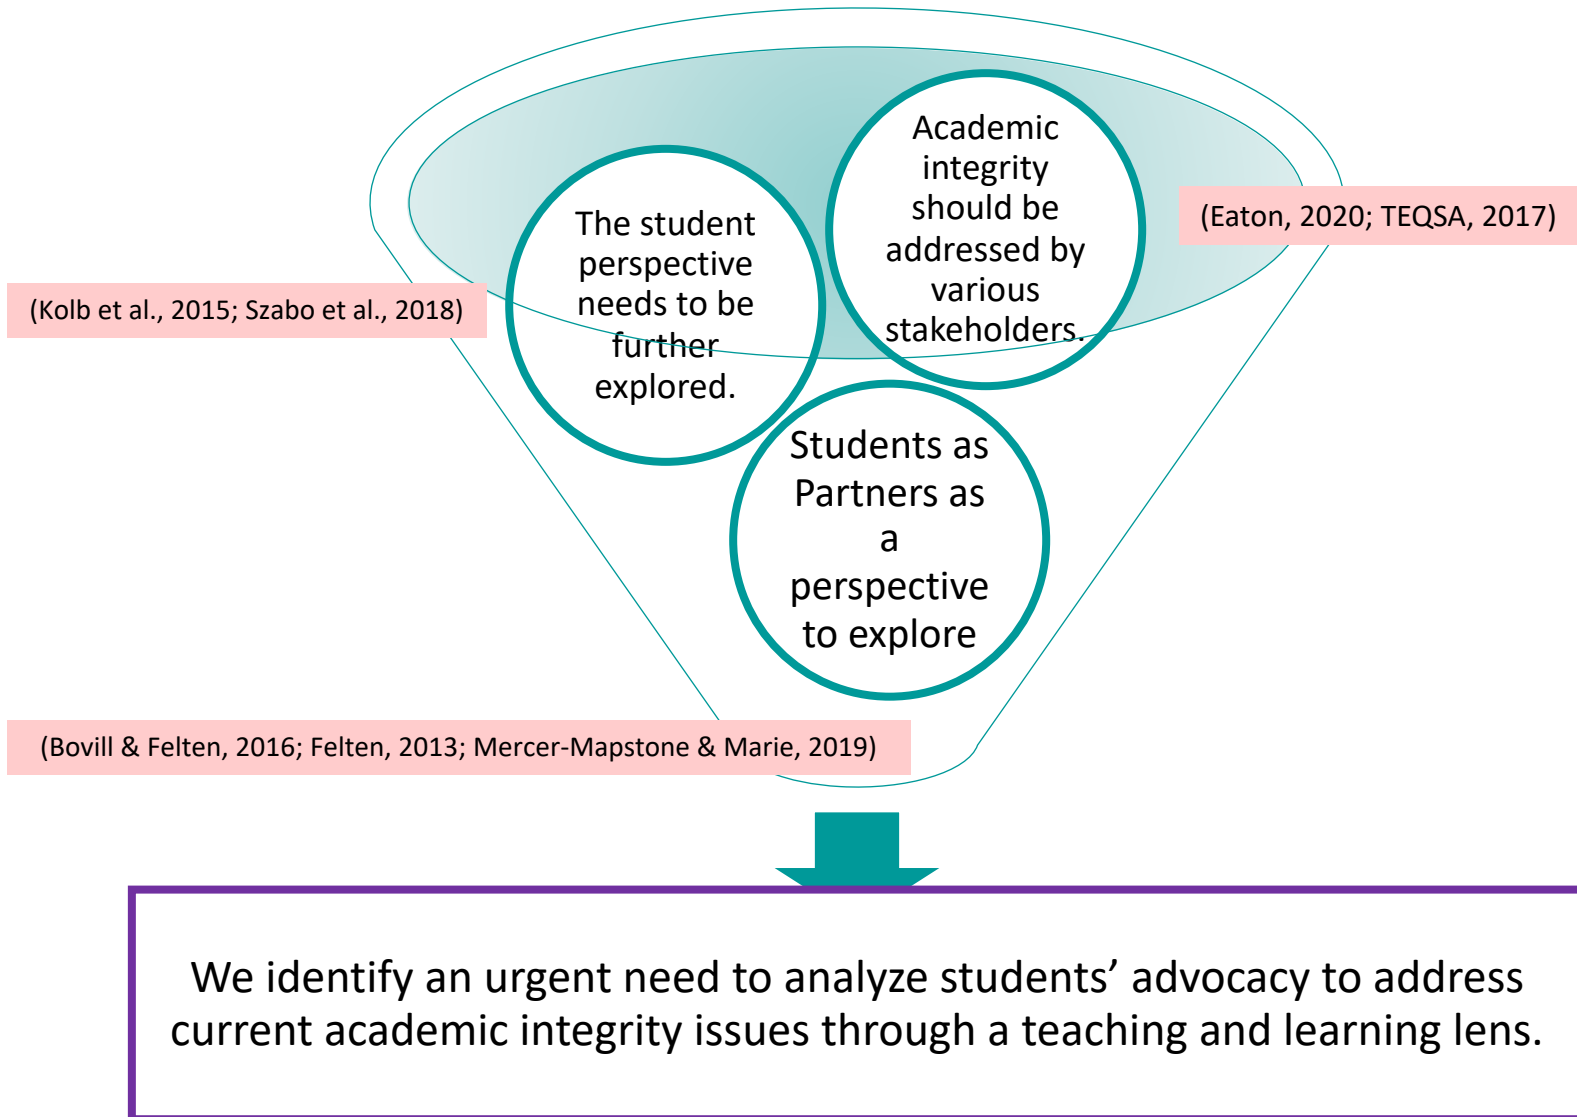 Academic
integrity
should be
addressed by
various
stakeholders.
(Eaton, 2020; TEQSA, 2017)
The student
perspective
needs to be
further
explored.
(Kolb et al., 2015; Szabo et al., 2018)
Students as
Partners as
a
perspective
to explore
(Bovill & Felten, 2016; Felten, 2013; Mercer-Mapstone & Marie, 2019)
We identify an urgent need to analyze students’ advocacy to address
current academic integrity issues through a teaching and learning lens.